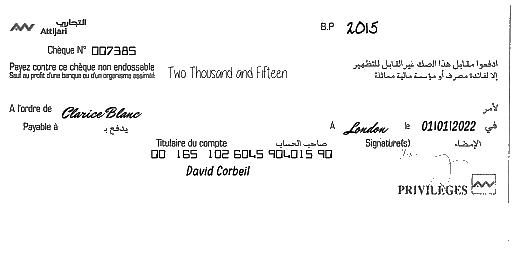 التجاري
Attijari
B.P 2015
Chèque N° 007385
Payez contre ce chèque non endossable
Sauf au profit d'une banque ou d'un organisme assimilé
Two Thousand and Fifteen
ادفعوا مقابل هذا الصك غير القابل للتظهير
إلا لفائدة مصرف أو مؤسسة مالية مماثلة
A l'ordre de Clarice Blanc لأمر
Payable à يدفع بـ
A London le 01|01|2022 في
Titulaire du compte صاحب الحساب Signature(s) الإمضاء
00 165 102 6045 904015 90
David Corbeil
PRIVILÈGES